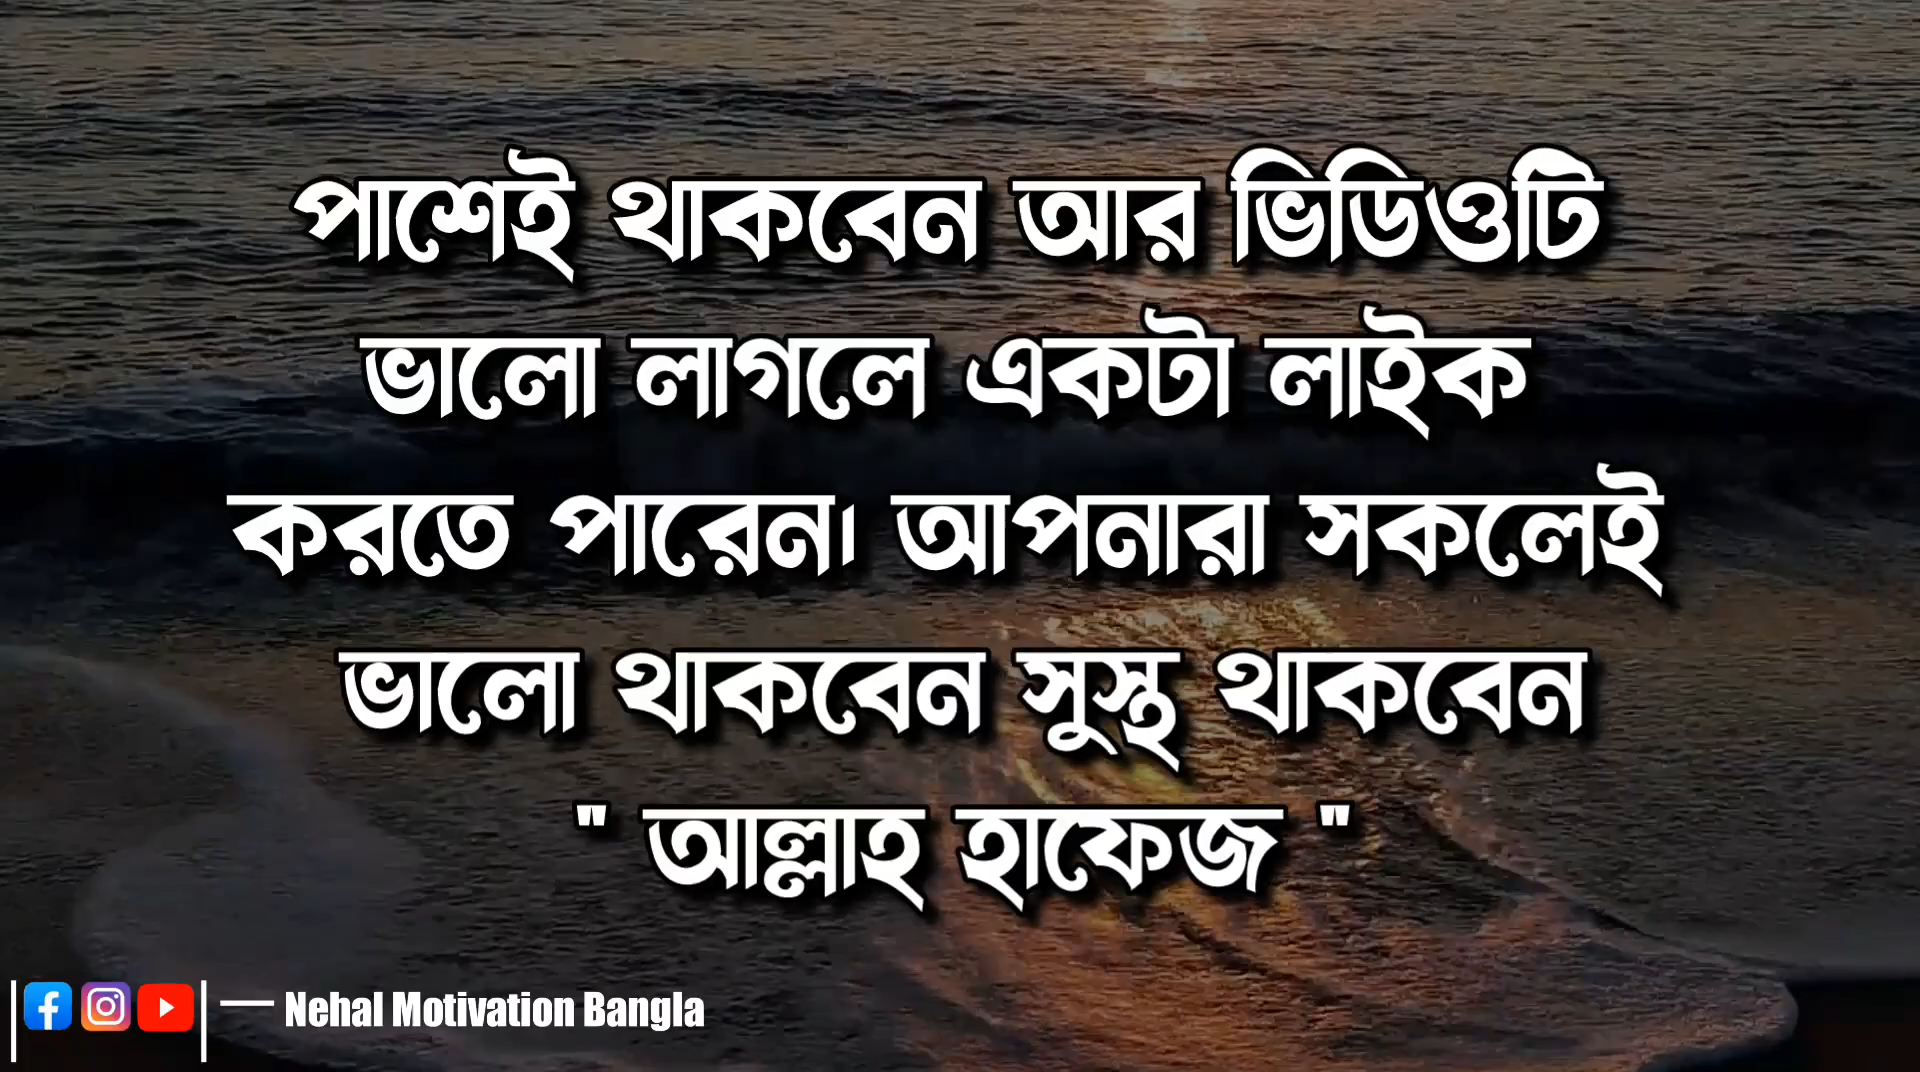 পাশেই থাকবেন আর ভিডিওটি
ভালো লাগলে একটা লাইক
করতে পারেন। আপনারা সকলেই
ভালো থাকবেন সুস্থ থাকবেন
" আল্লাহ হাফেজ "
— Nehal Motivation Bangla